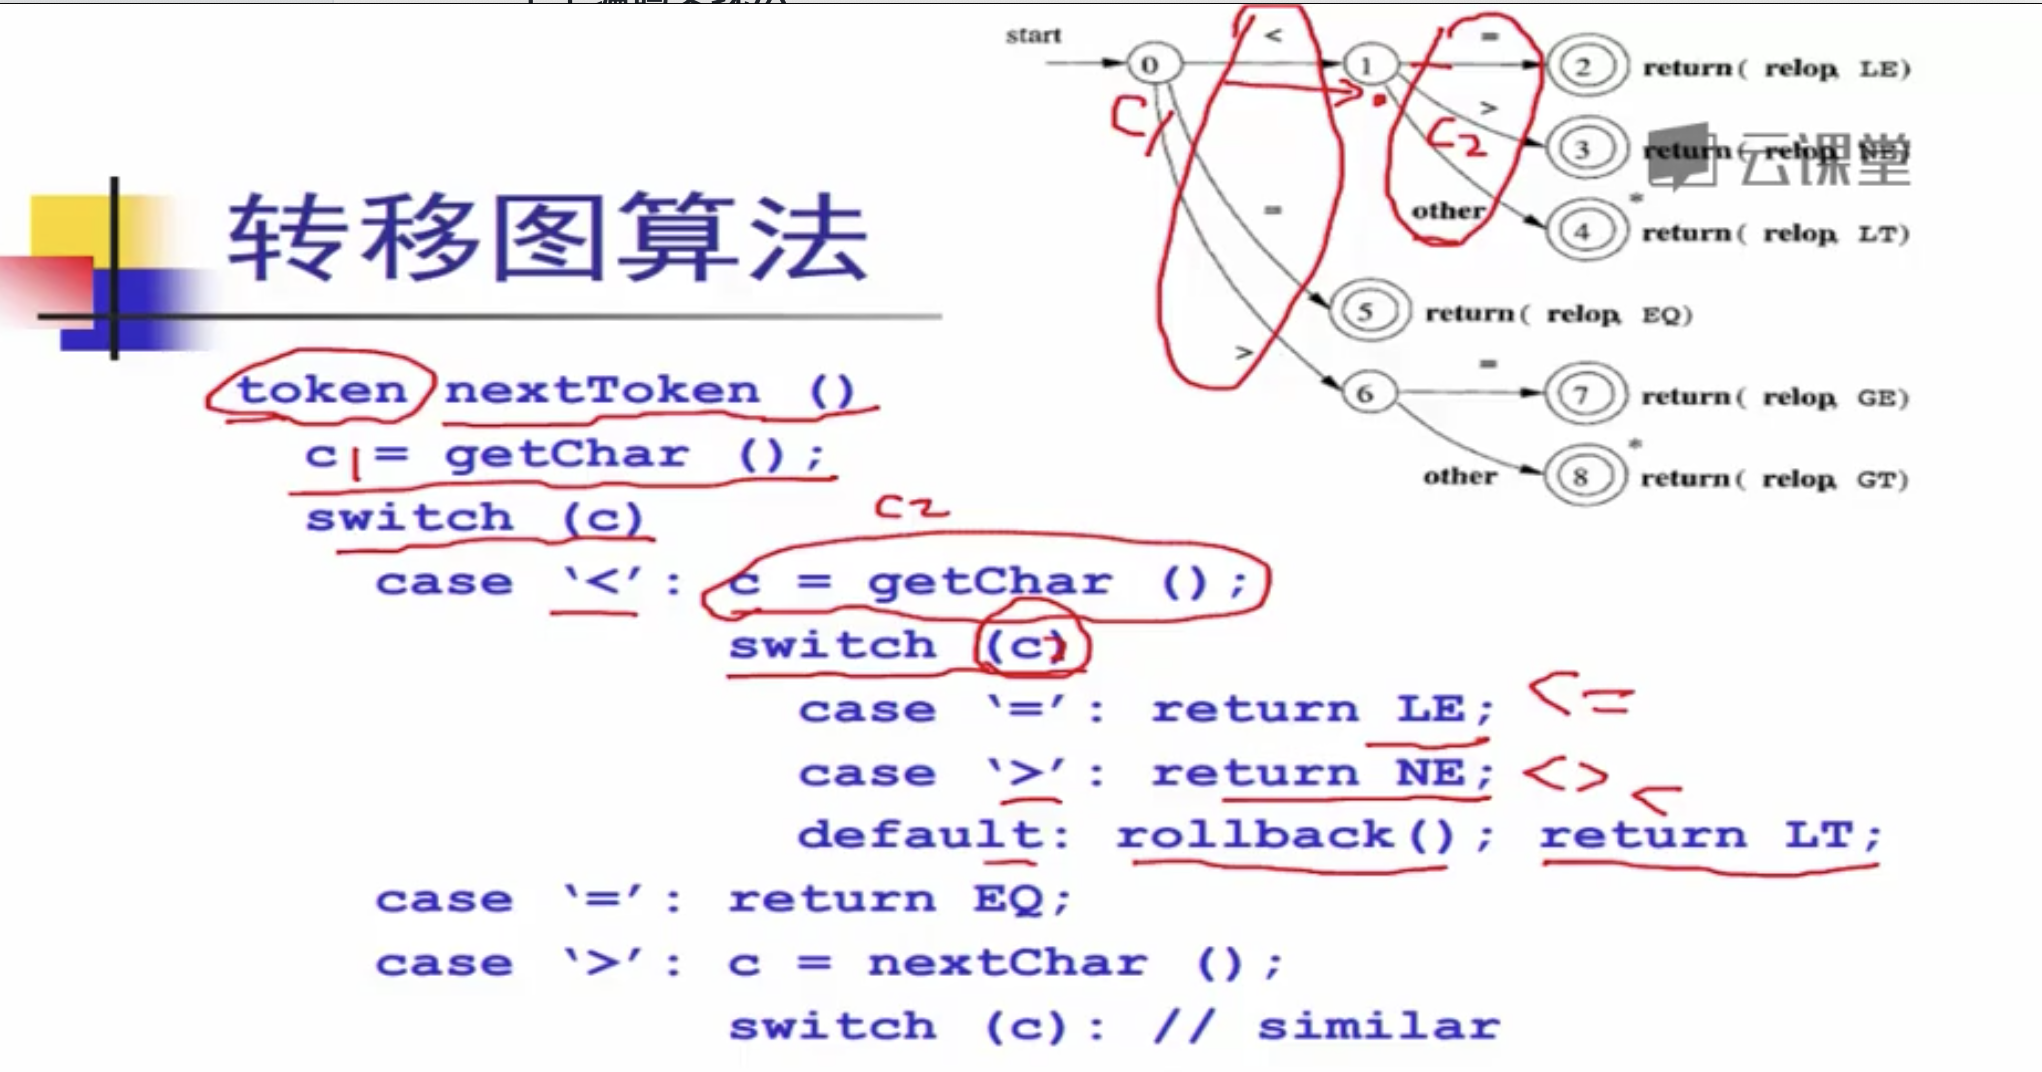 start
0
<
1
=
2
return( relop, LE)
C1
>
C2
3
return( relop, NE)
云课堂
other
4
*
return( relop, LT)
=
5
return( relop, EQ)
>
6
=
7
return( relop, GE)
other
8
*
return( relop, GT)
转移图算法
token nextToken ()
c1= getChar ();
switch (c)
C2
case ‘<’: c = getChar ();
switch (c)
case ‘=’: return LE; <=
case ‘>’: return NE; <>
<
default: rollback(); return LT;
case ‘=’: return EQ;
case ‘>’: c = nextChar ();
switch (c): // similar